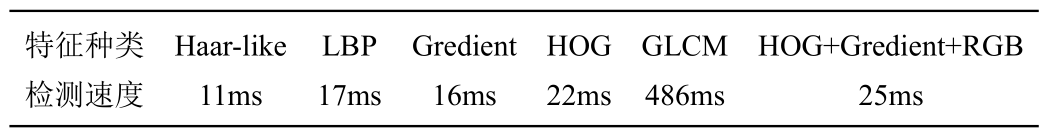 特征种类 Haar-like LBP Gredient HOG GLCM HOG+Gredient+RGB
检测速度 11ms 17ms 16ms 22ms 486ms 25ms